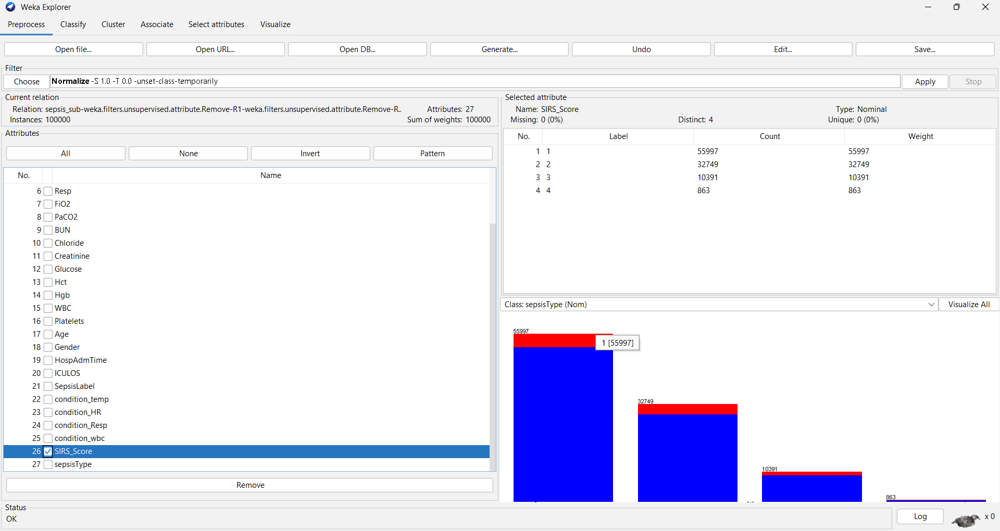 Weka Explorer
Preprocess Classify Cluster Associate Select attributes Visualize
Open file... Open URL... Open DB... Generate... Undo Edit... Save...
Filter
Choose Normalize -S 1.0 -T 0.0 -unset-class-temporarily Apply Stop
Current relation
Relation: sepsis_sub-weka.filters.unsupervised.attribute.Remove-R1-weka.filters.unsupervised.attribute.Remove-R.. Attributes: 27
Instances: 100000 Sum of weights: 100000
Attributes
All None Invert Pattern
No. Name
6 Resp
7 FiO2
8 PaCO2
9 BUN
10 Chloride
11 Creatinine
12 Glucose
13 Hct
14 Hgb
15 WBC
16 Platelets
17 Age
18 Gender
19 HospAdmTime
20 ICULOS
21 SepsisLabel
22 condition_temp
23 condition_HR
24 condition_Resp
25 condition_wbc
26 SIRS_Score
27 sepsisType
Remove
Selected attribute
Name: SIRS_Score Type: Nominal
Missing: 0 (0%) Distinct: 4 Unique: 0 (0%)
No. Label Count Weight
1 1 55997 55997
2 2 32749 32749
3 3 10391 10391
4 4 863 863
Class: sepsisType (Nom) Visualize All
55997
1 [55997]
32749
10391
863
Status
OK
Log x 0